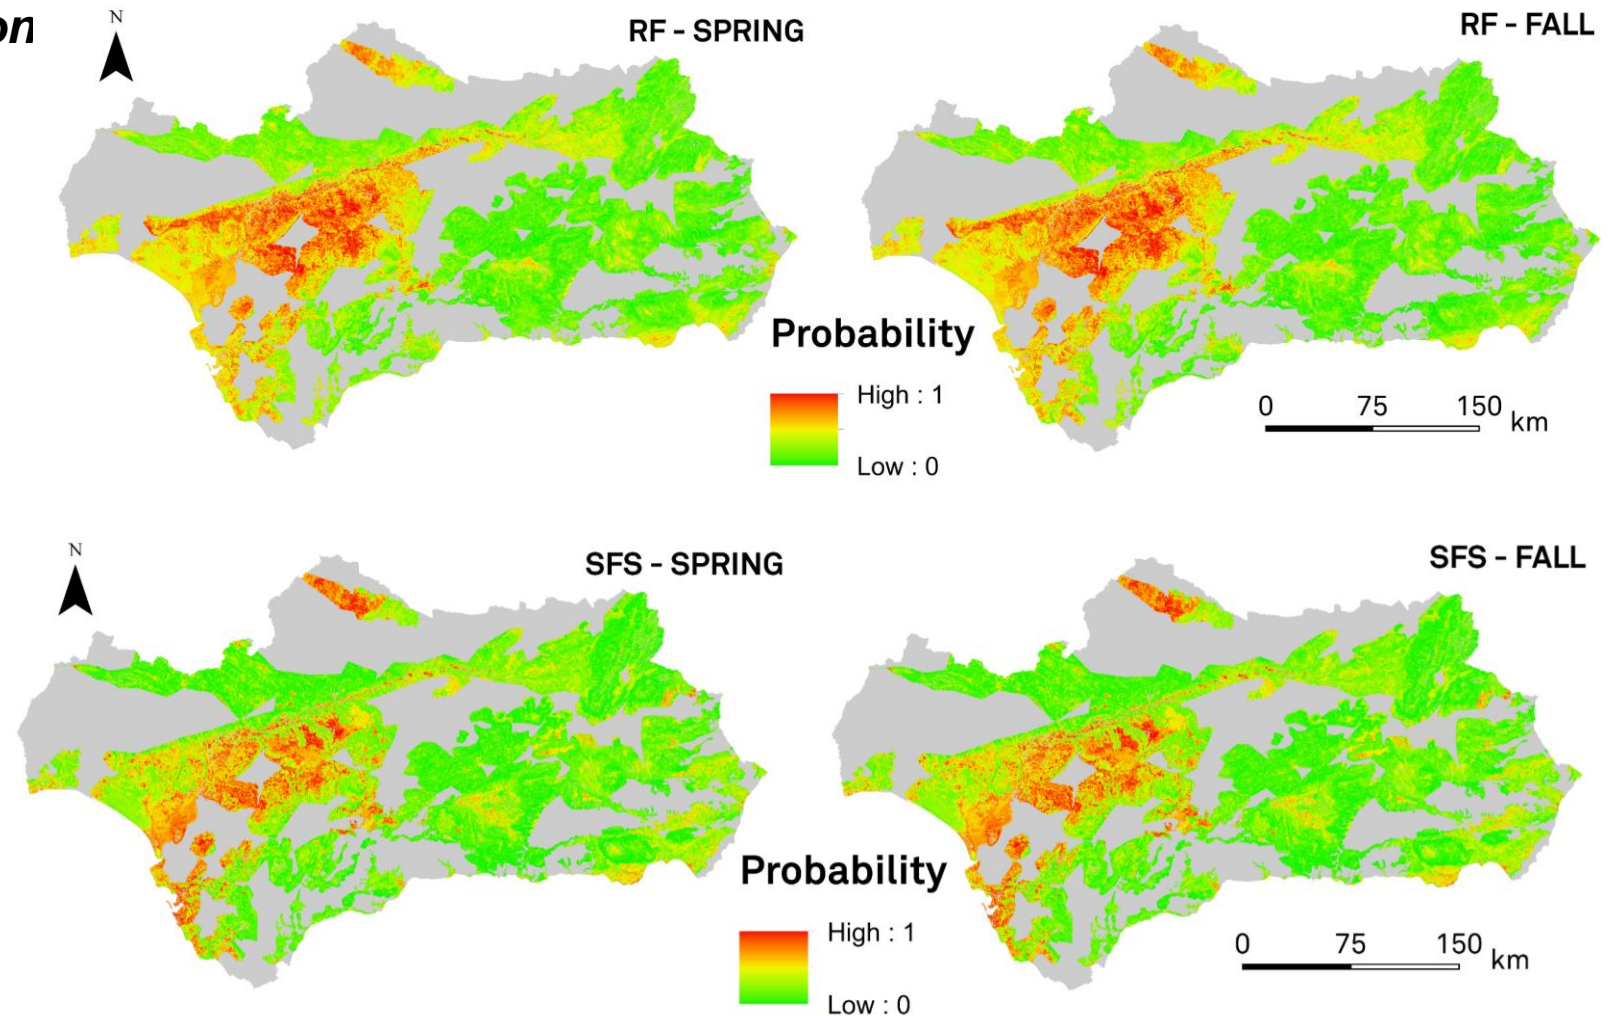 on
N
RF - SPRING
RF - FALL
Probability
High : 1
Low : 0
0 75 150 km
N
SFS - SPRING
SFS - FALL
Probability
High : 1
Low : 0
0 75 150 km